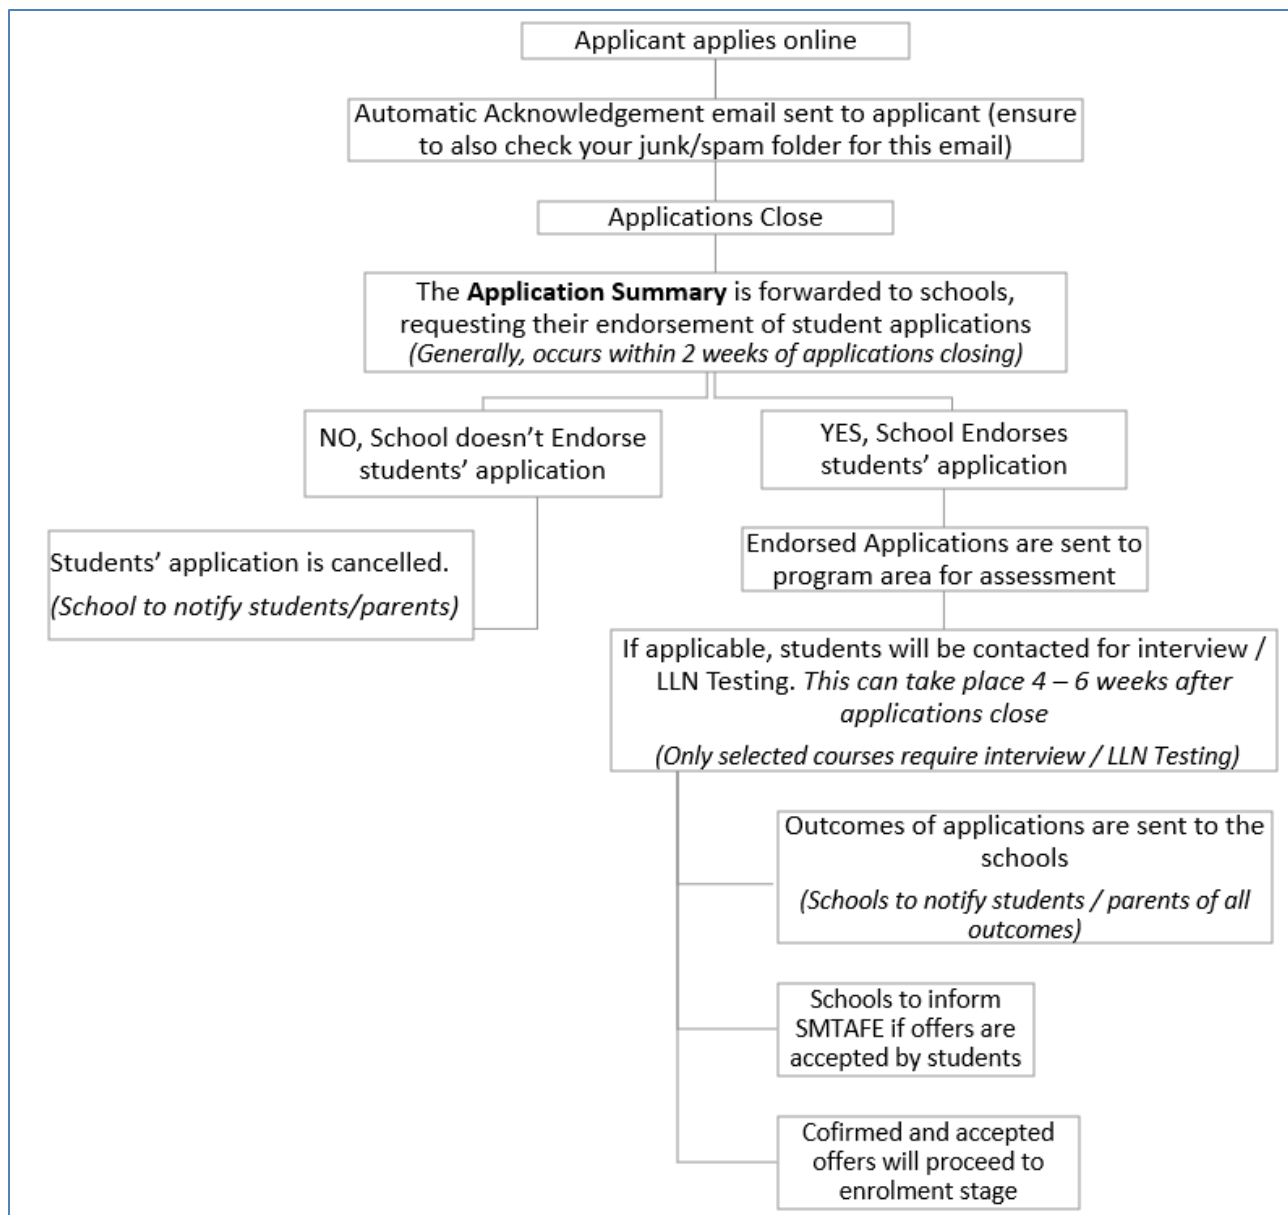 Applicant applies online
Automatic Acknowledgement email sent to applicant (ensure
to also check your junk/spam folder for this email)
Applications Close
The Application Summary is forwarded to schools,
requesting their endorsement of student applications
(Generally, occurs within 2 weeks of applications closing)
NO, School doesn’t Endorse
students’ application
YES, School Endorses
students’ application
Students’ application is cancelled.
(School to notify students/parents)
Endorsed Applications are sent to
program area for assessment
If applicable, students will be contacted for interview /
LLN Testing. This can take place 4 – 6 weeks after
applications close
(Only selected courses require interview / LLN Testing)
Outcomes of applications are sent to the
schools
(Schools to notify students / parents of all
outcomes)
Schools to inform
SMTAFE if offers are
accepted by students
Cofirmed and accepted
offers will proceed to
enrolment stage